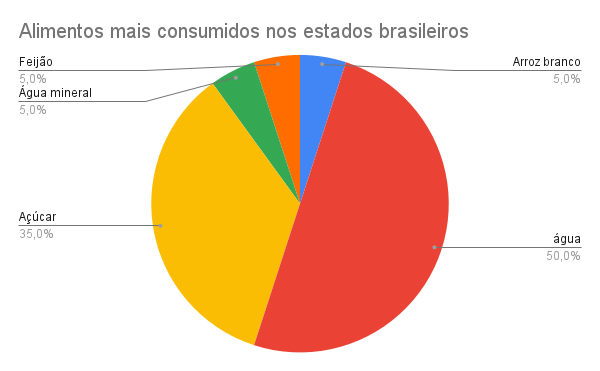 Alimentos mais consumidos nos estados brasileiros
Feijão
5,0%
Água mineral
5,0%
Açúcar
35,0%
Arroz branco
5,0%
água
50,0%